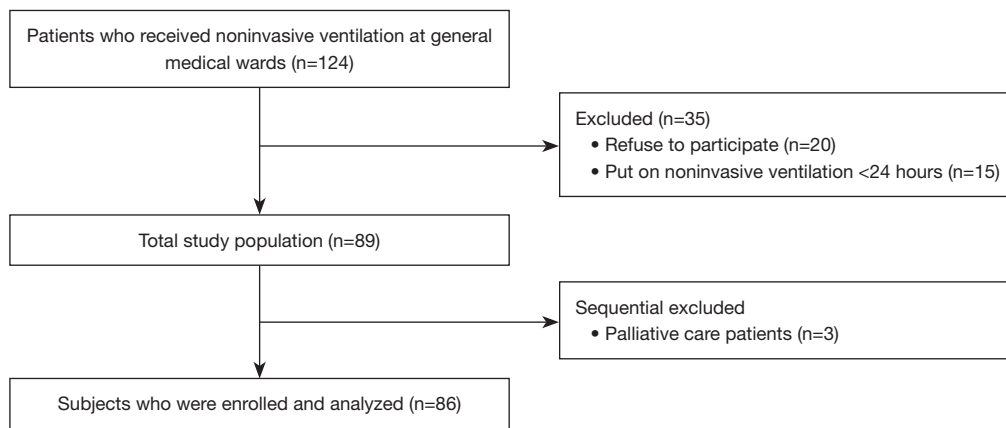 Patients who received noninvasive ventilation at general
medical wards (n=124)
Excluded (n=35)
• Refuse to participate (n=20)
• Put on noninvasive ventilation <24 hours (n=15)
Total study population (n=89)
Sequential excluded
• Palliative care patients (n=3)
Subjects who were enrolled and analyzed (n=86)